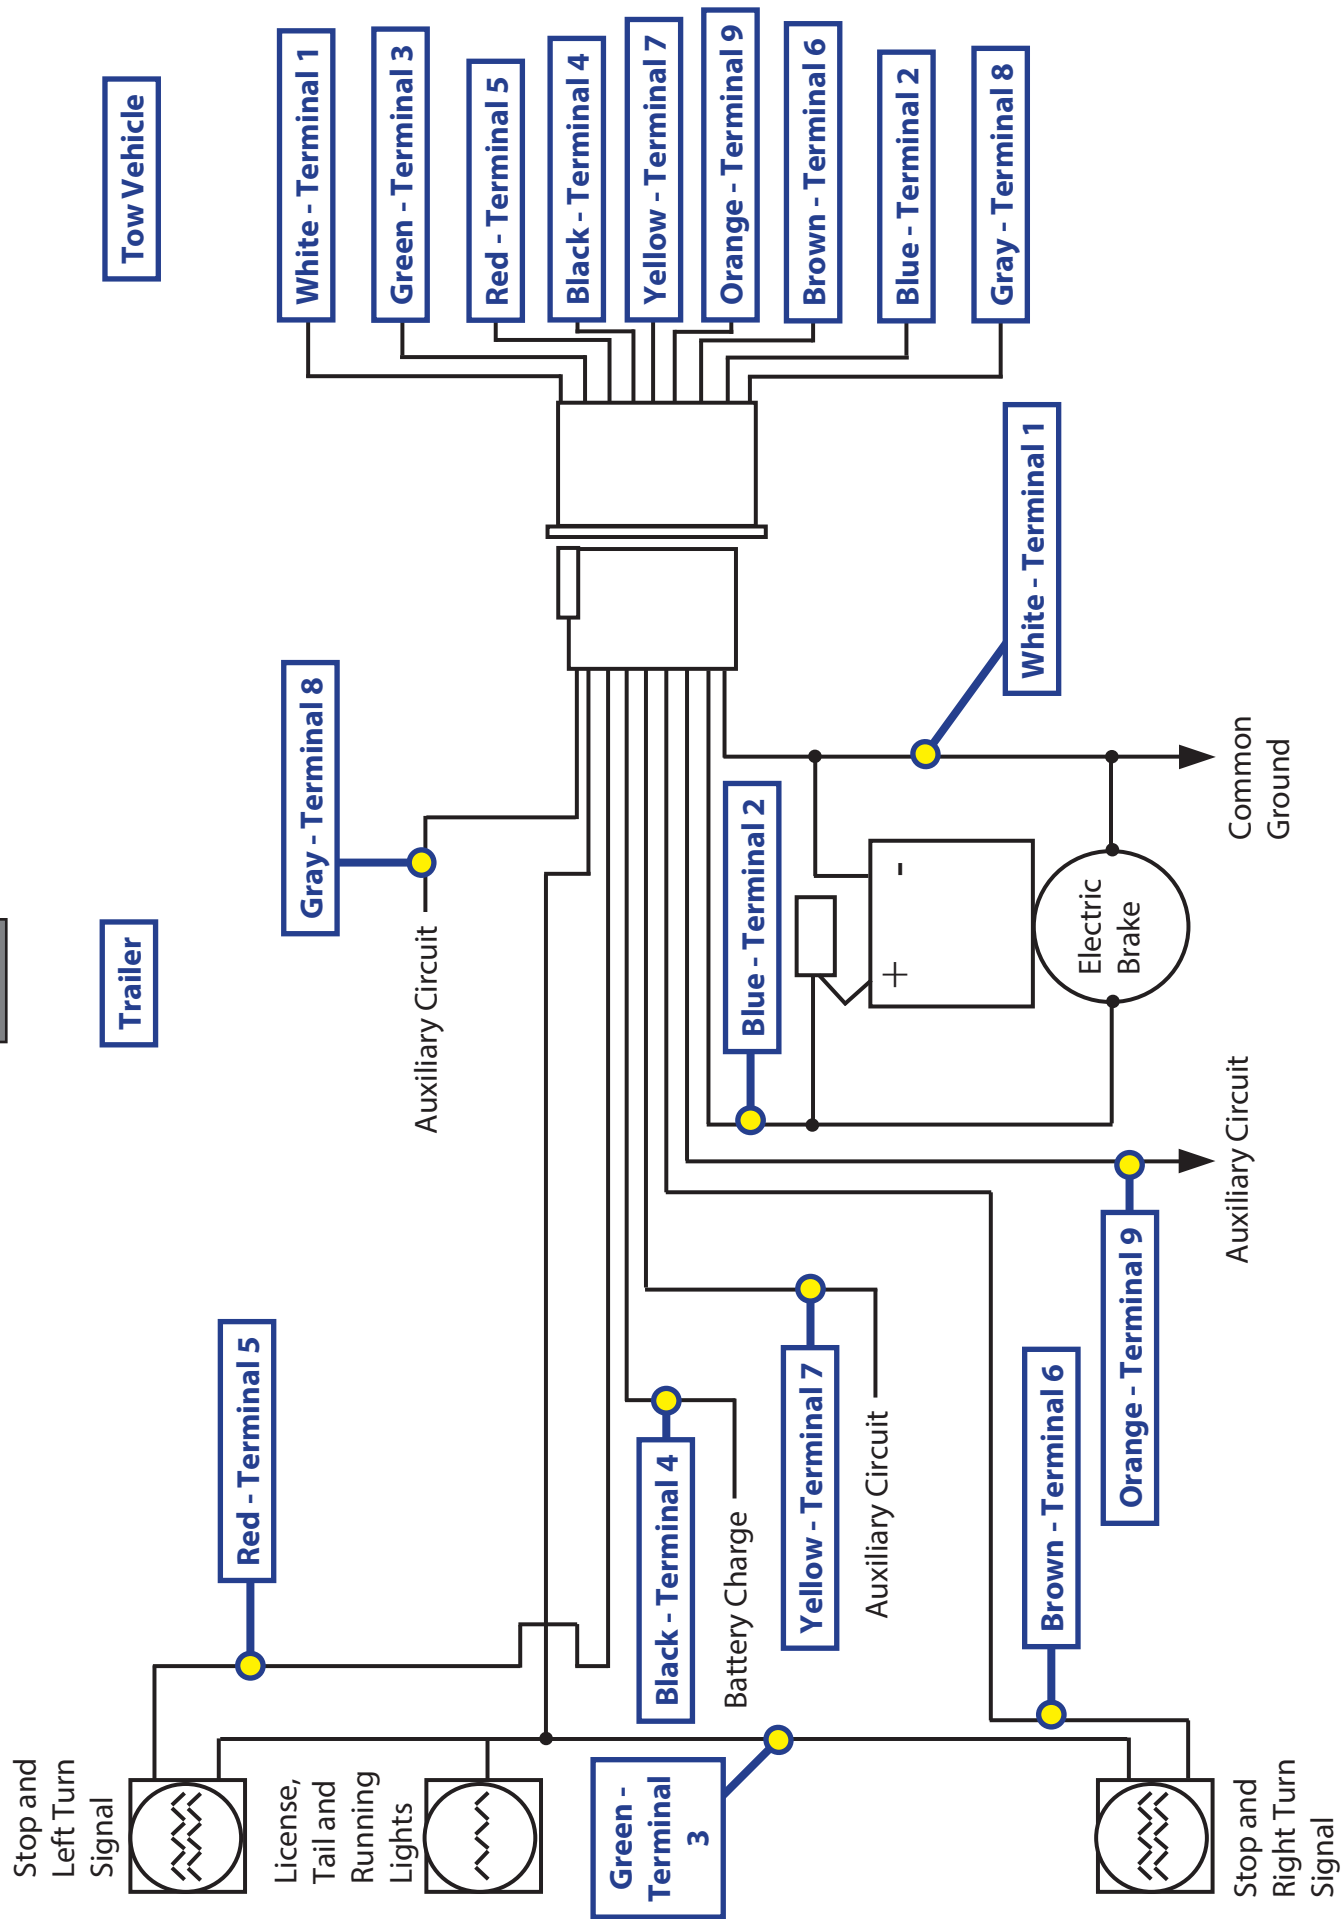 Trailer
Tow Vehicle
Stop and
Left Turn
Signal
Red - Terminal 5
Gray - Terminal 8
Auxiliary Circuit
White - Terminal 1
Green - Terminal 3
Red - Terminal 5
Black - Terminal 4
Yellow - Terminal 7
Orange - Terminal 9
Brown - Terminal 6
Blue - Terminal 2
Gray - Terminal 8
License,
Tail and
Running
Lights
Green -
Terminal
3
Black - Terminal 4
Battery Charge
Yellow - Terminal 7
Auxiliary Circuit
Blue - Terminal 2
+
-
Electric
Brake
White - Terminal 1
Brown - Terminal 6
Orange - Terminal 9
Stop and
Right Turn
Signal
Auxiliary Circuit
Common
Ground